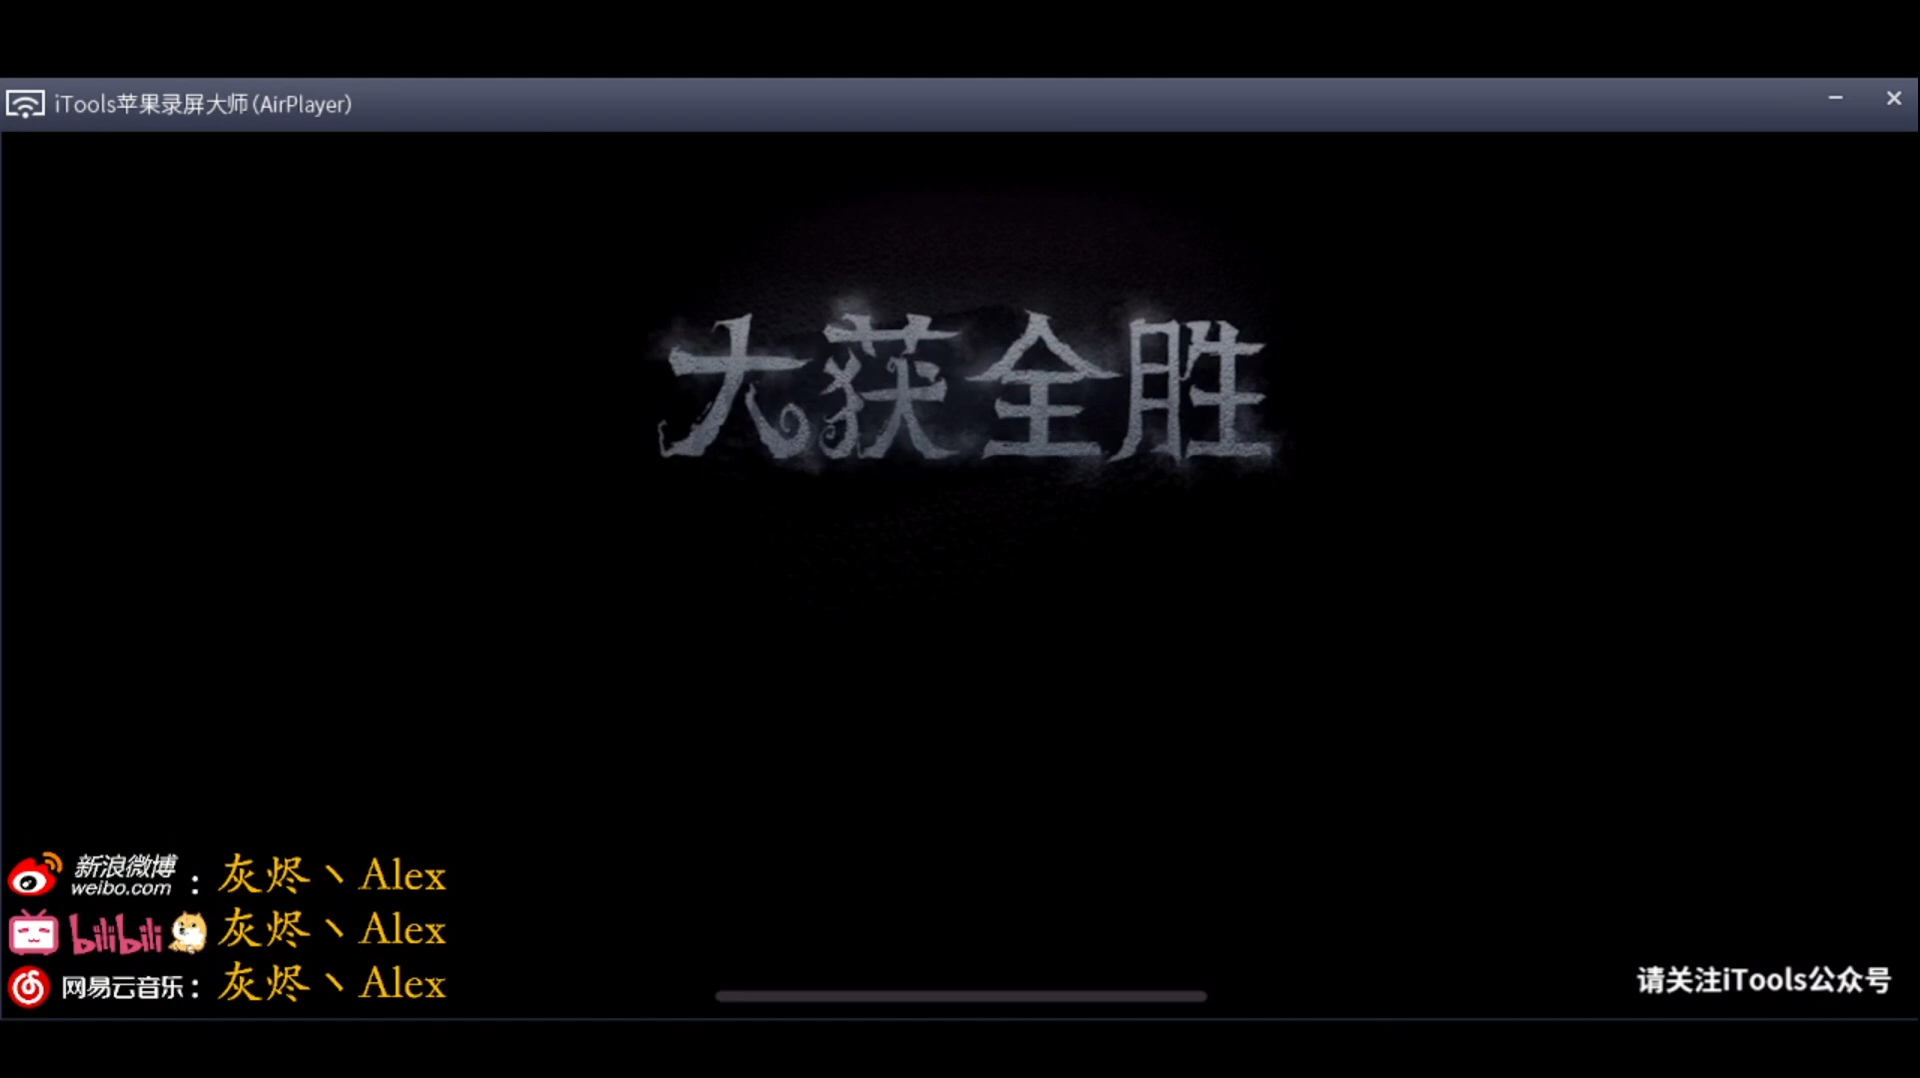 iTools苹果录屏大师(AirPlayer)
大获全胜
新浪微博
weibo.com : 灰烬丶Alex
bilibili 灰烬丶Alex
网易云音乐: 灰烬丶Alex
请关注iTools公众号